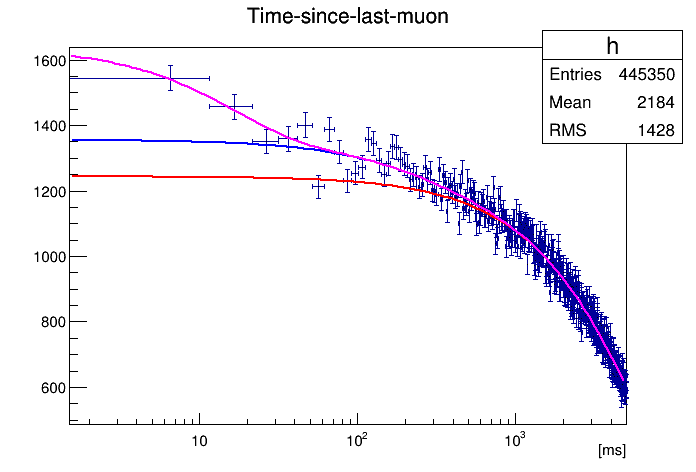 Time-since-last-muon
h
Entries 445350
Mean 2184
RMS 1428
1600
1400
1200
1000
800
600
10
10²
10³
[ms]